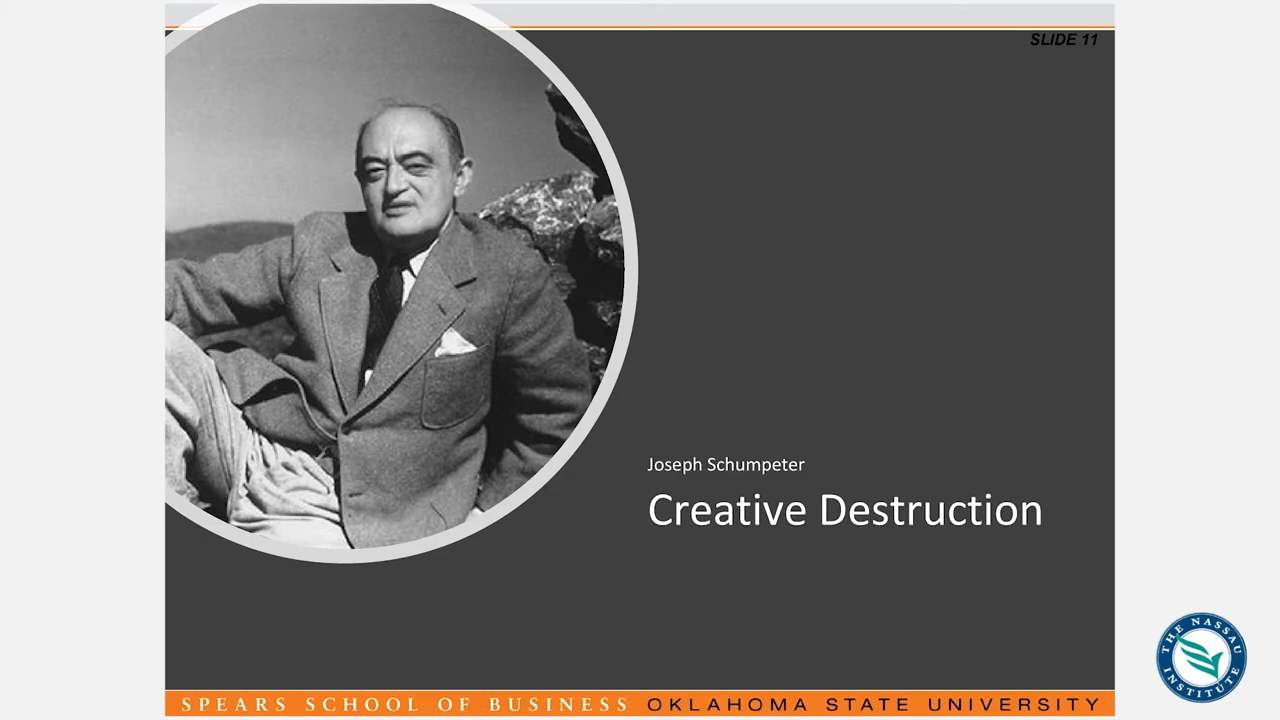 SLIDE 11
Joseph Schumpeter
Creative Destruction
SPEARS SCHOOL OF BUSINESS OKLAHOMA STATE UNIVERSITY
THE NASSAU INSTITUTE